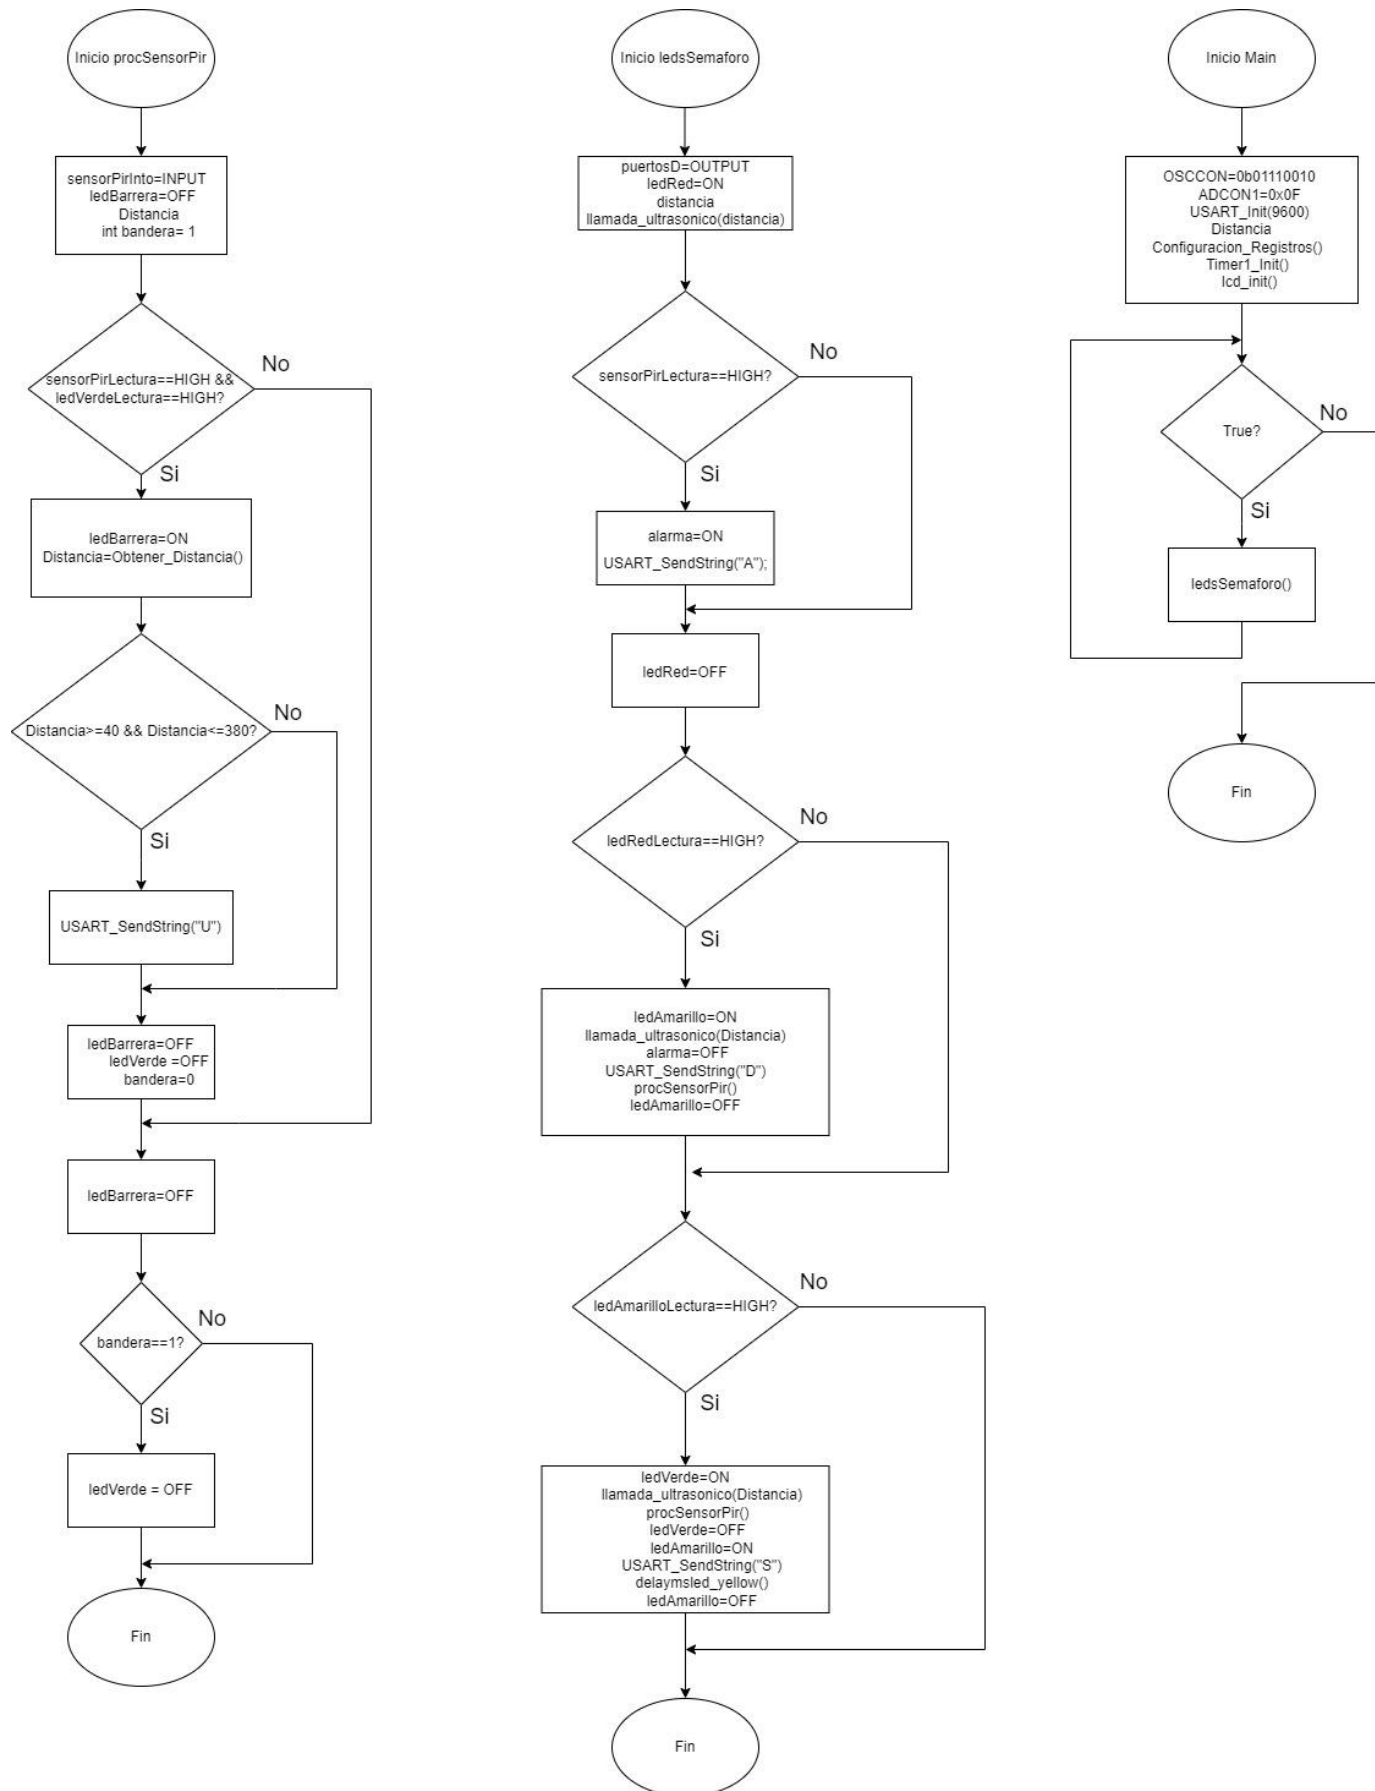 Inicio procSensorPir
sensorPirInto=INPUT
ledBarrera=OFF
Distancia
int bandera= 1
sensorPirLectura==HIGH &&
ledVerdeLectura==HIGH?
No
Si
ledBarrera=ON
Distancia=Obtener_Distancia()
Distancia>=40 && Distancia<=380?
No
Si
USART_SendString("U")
ledBarrera=OFF
ledVerde =OFF
bandera=0
ledBarrera=OFF
bandera==1?
No
Si
ledVerde = OFF
Fin
Inicio ledsSemaforo
puertosD=OUTPUT
ledRed=ON
distancia
llamada_ultrasonico(distancia)
sensorPirLectura==HIGH?
No
Si
alarma=ON
USART_SendString("A");
ledRed=OFF
ledRedLectura==HIGH?
No
Si
ledAmarillo=ON
llamada_ultrasonico(Distancia)
alarma=OFF
USART_SendString("D")
procSensorPir()
ledAmarillo=OFF
ledAmarilloLectura==HIGH?
No
Si
ledVerde=ON
llamada_ultrasonico(Distancia)
procSensorPir()
ledVerde=OFF
ledAmarillo=ON
USART_SendString("S")
delaymsled_yellow()
ledAmarillo=OFF
Fin
Inicio Main
OSCCON=0b01110010
ADCON1=0x0F
USART_Init(9600)
Distancia
Configuracion_Registros()
Timer1_Init()
lcd_init()
True?
No
Si
ledsSemaforo()
Fin